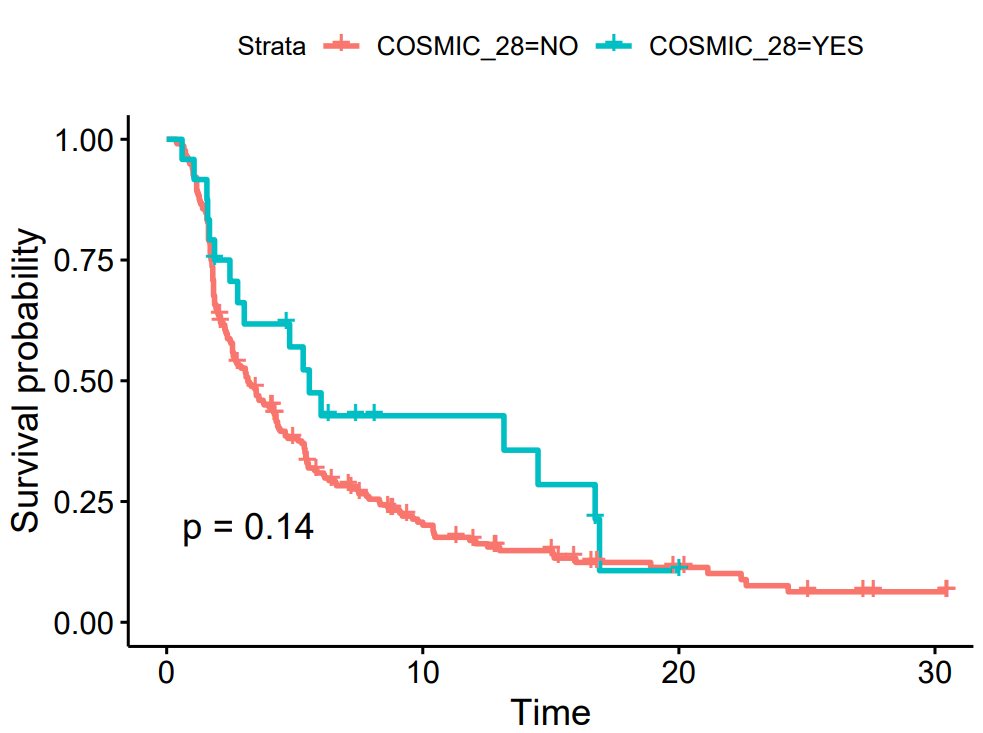 Strata COSMIC_28=NO COSMIC_28=YES
1.00
0.75
0.50
0.25
0.00
Survival probability
p = 0.14
0 10 20 30
Time